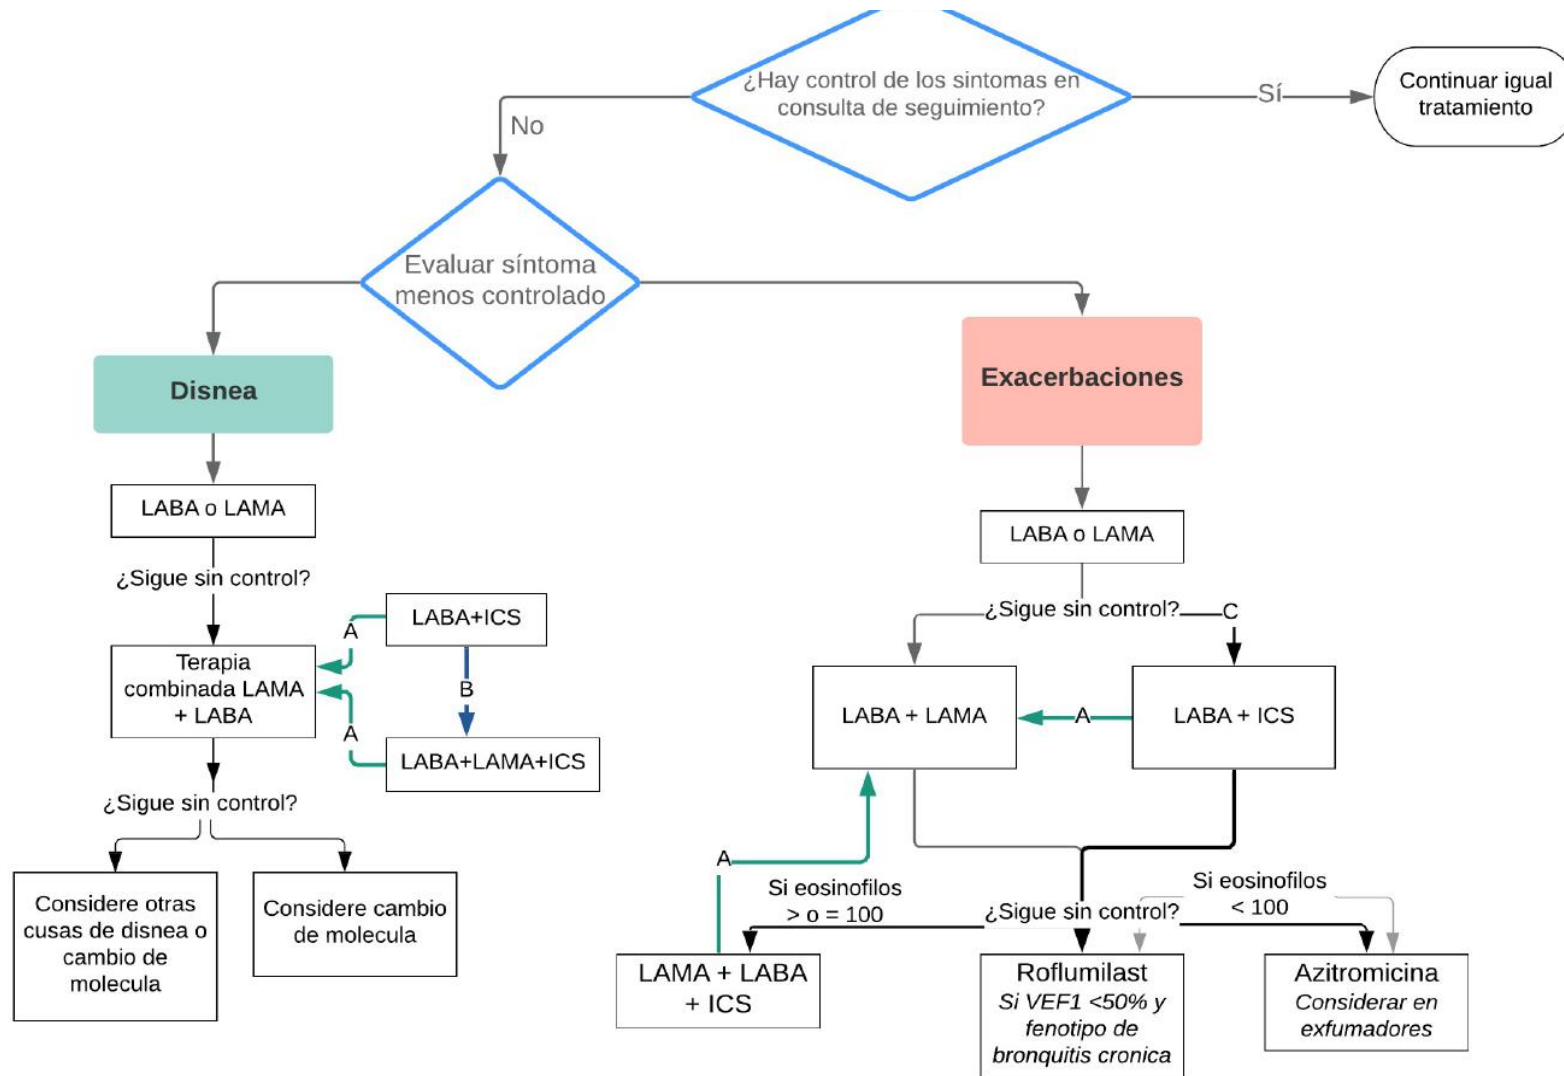 ¿Hay control de los sintomas en
consulta de seguimiento?
Sí
Continuar igual
tratamiento
No
Evaluar síntoma
menos controlado
Disnea
LABA o LAMA
¿Sigue sin control?
Terapia
combinada LAMA
+ LABA
A
A
LABA+ICS
B
LABA+LAMA+ICS
¿Sigue sin control?
Considere otras
cusas de disnea o
cambio de
molecula
Considere cambio
de molecula
Exacerbaciones
LABA o LAMA
¿Sigue sin control?
C
LABA + LAMA
A
LABA + ICS
A
Si eosinofilos
> o = 100
¿Sigue sin control?
Si eosinofilos
< 100
LAMA + LABA
+ ICS
Roflumilast
Si VEF1 <50% y
fenotipo de
bronquitis cronica
Azitromicina
Considerar en
exfumadores